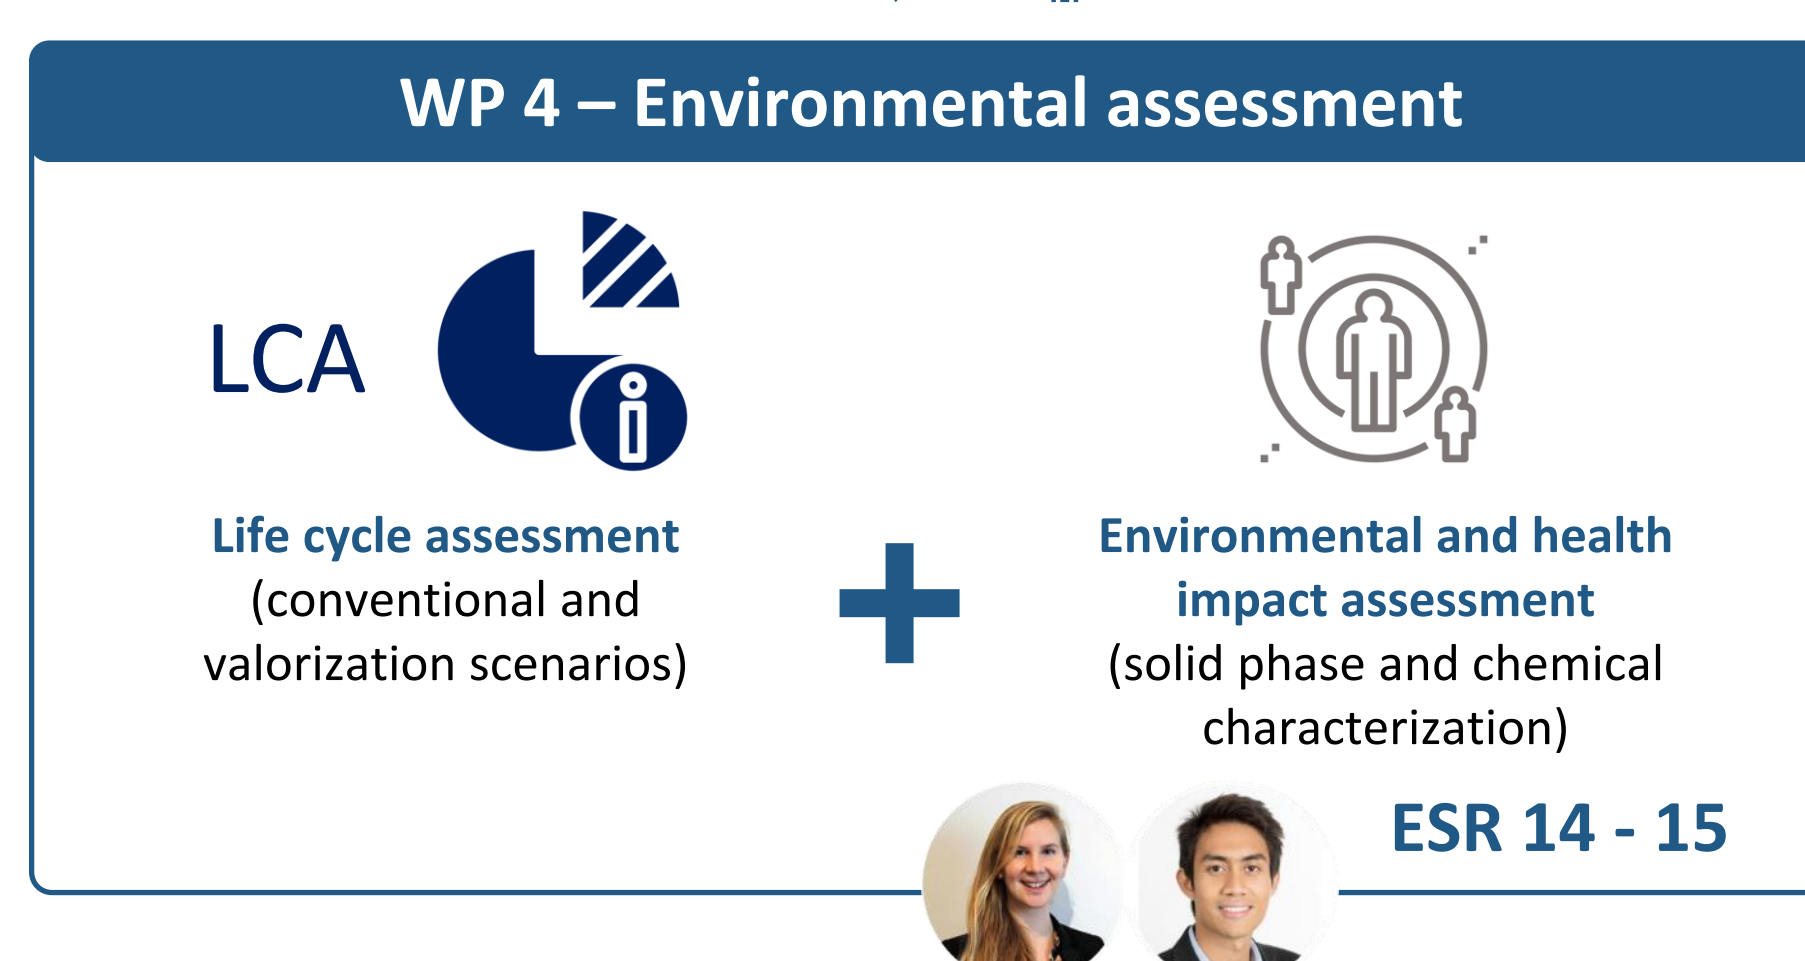 WP 4 – Environmental assessment
LCA
Life cycle assessment
(conventional and
valorization scenarios)
Environmental and health
impact assessment
(solid phase and chemical
characterization)
ESR 14 - 15